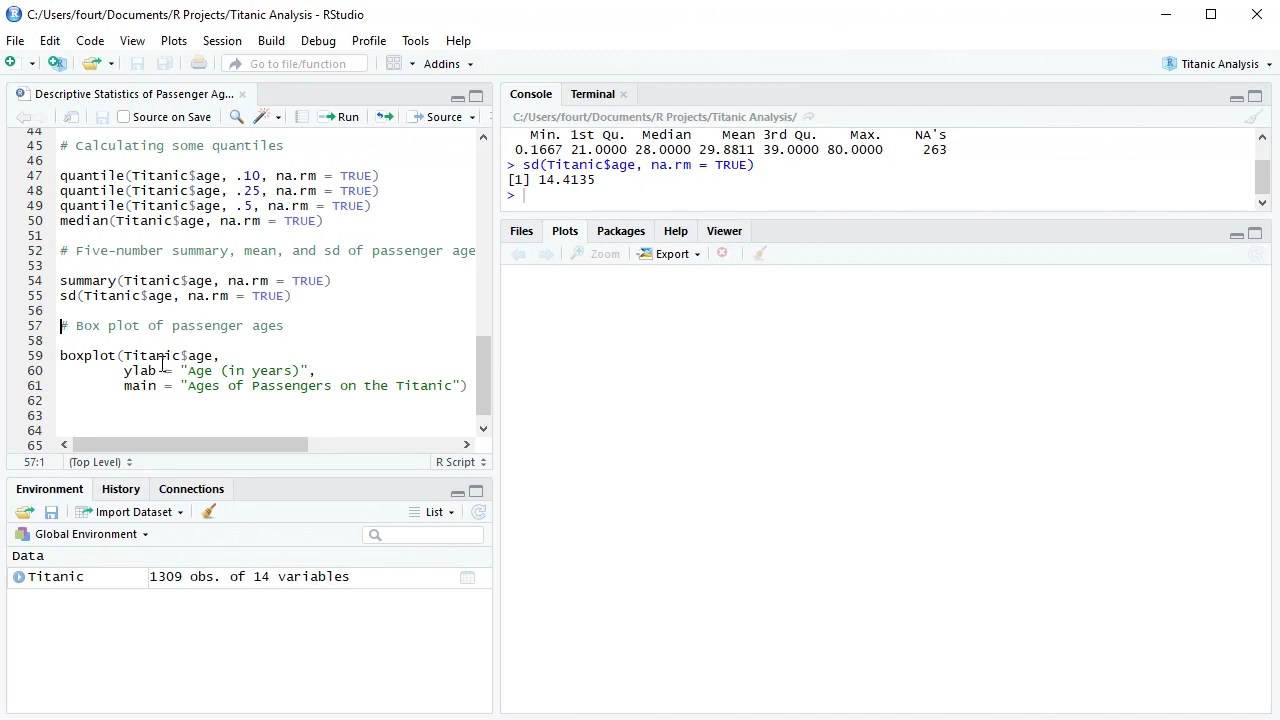 C:/Users/fourt/Documents/R Projects/Titanic Analysis - RStudio
File Edit Code View Plots Session Build Debug Profile Tools Help
Go to file/function Addins Titanic Analysis
Descriptive Statistics of Passenger Ag...
Source on Save Run Source
44
45 # Calculating some quantiles
46
47 quantile(Titanic$age, .10, na.rm = TRUE)
48 quantile(Titanic$age, .25, na.rm = TRUE)
49 quantile(Titanic$age, .5, na.rm = TRUE)
50 median(Titanic$age, na.rm = TRUE)
51
52 # Five-number summary, mean, and sd of passenger age
53
54 summary(Titanic$age, na.rm = TRUE)
55 sd(Titanic$age, na.rm = TRUE)
56
57 # Box plot of passenger ages
58
59 boxplot(Titanic$age,
60 ylab = "Age (in years)",
61 main = "Ages of Passengers on the Titanic")
62
63
64
65
57:1 (Top Level) R Script
Environment History Connections
Import Dataset List
Global Environment
Data
Titanic 1309 obs. of 14 variables
Console Terminal
C:/Users/fourt/Documents/R Projects/Titanic Analysis/
Min. 1st Qu. Median Mean 3rd Qu. Max. NA's
0.1667 21.0000 28.0000 29.8811 39.0000 80.0000 263
> sd(Titanic$age, na.rm = TRUE)
[1] 14.4135
>
Files Plots Packages Help Viewer
Zoom Export